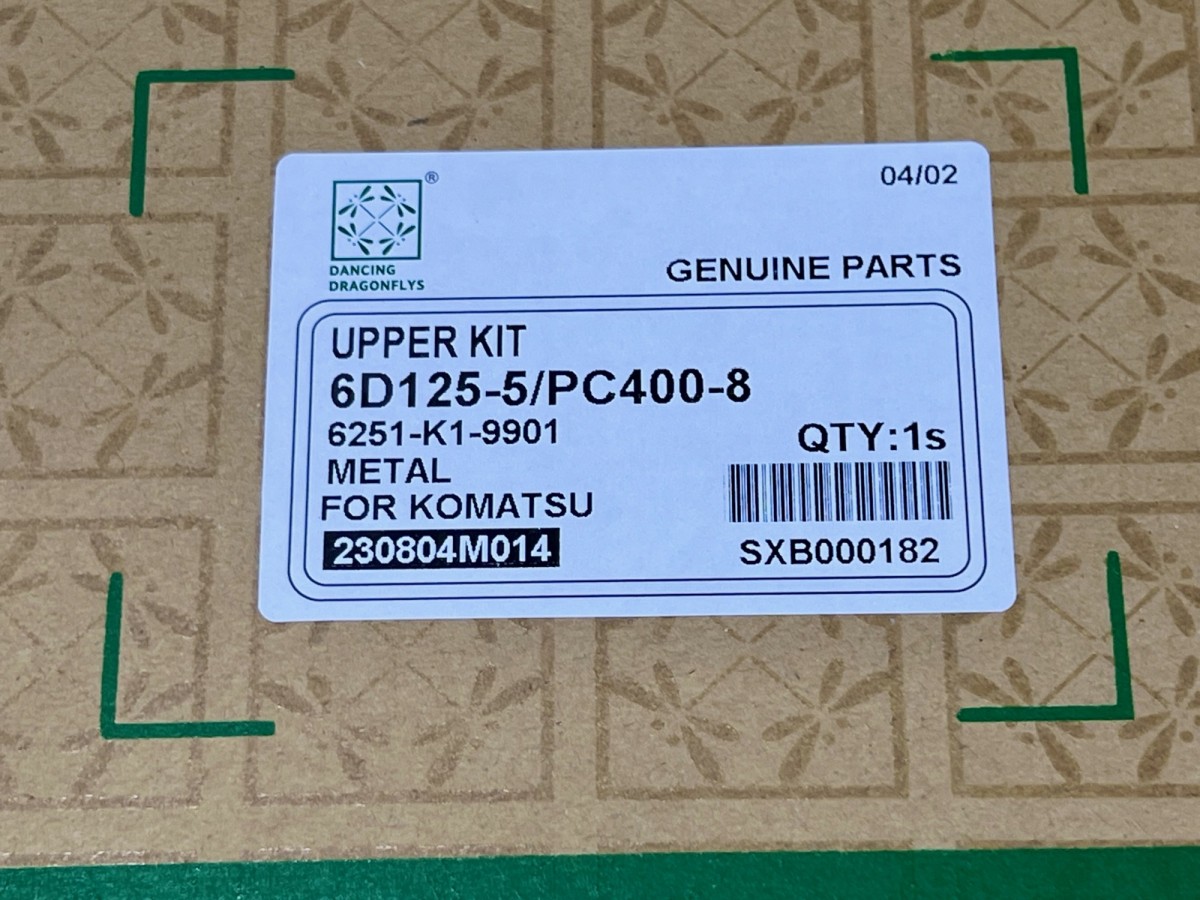 ®
04/02
DANCING
DRAGONFLYS
GENUINE PARTS
UPPER KIT
6D125-5/PC400-8
6251-K1-9901
QTY:1s
METAL
FOR KOMATSU
230804M014
SXB000182